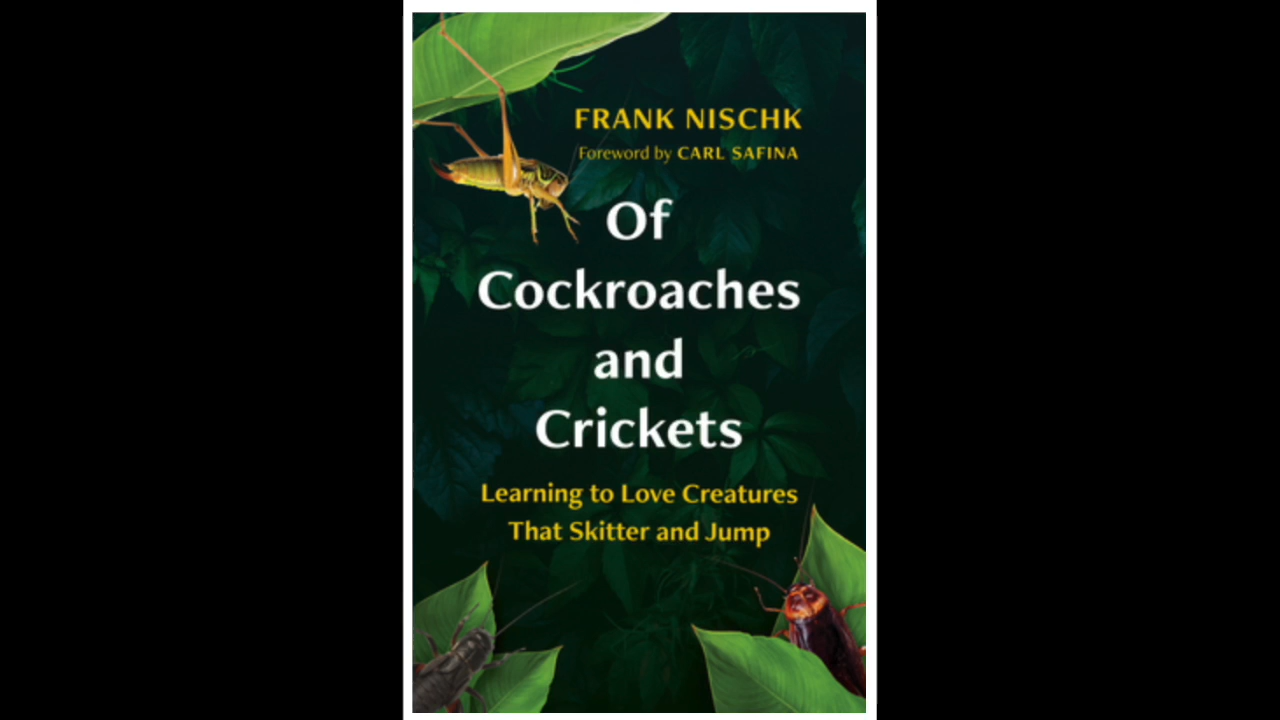 FRANK NISCHK
Foreword by CARL SAFINA
Of
Cockroaches
and
Crickets
Learning to Love Creatures
That Skitter and Jump